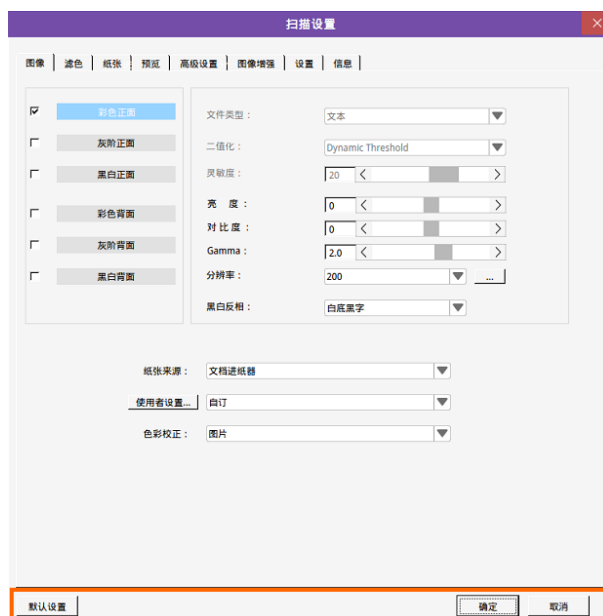 扫描设置
图像 滤色 纸张 预览 高级设置 图像增强 设置 信息
彩色正面
灰阶正面
黑白正面
彩色背面
灰阶背面
黑白背面
文件类型： 文本
二值化： Dynamic Threshold
灵敏度： 20
亮 度： 0
对比度： 0
Gamma： 2.0
分辨率： 200 ...
黑白反相： 白底黑字
纸张来源： 文档进纸器
使用者设置... 自订
色彩校正： 图片
默认设置 确定 取消